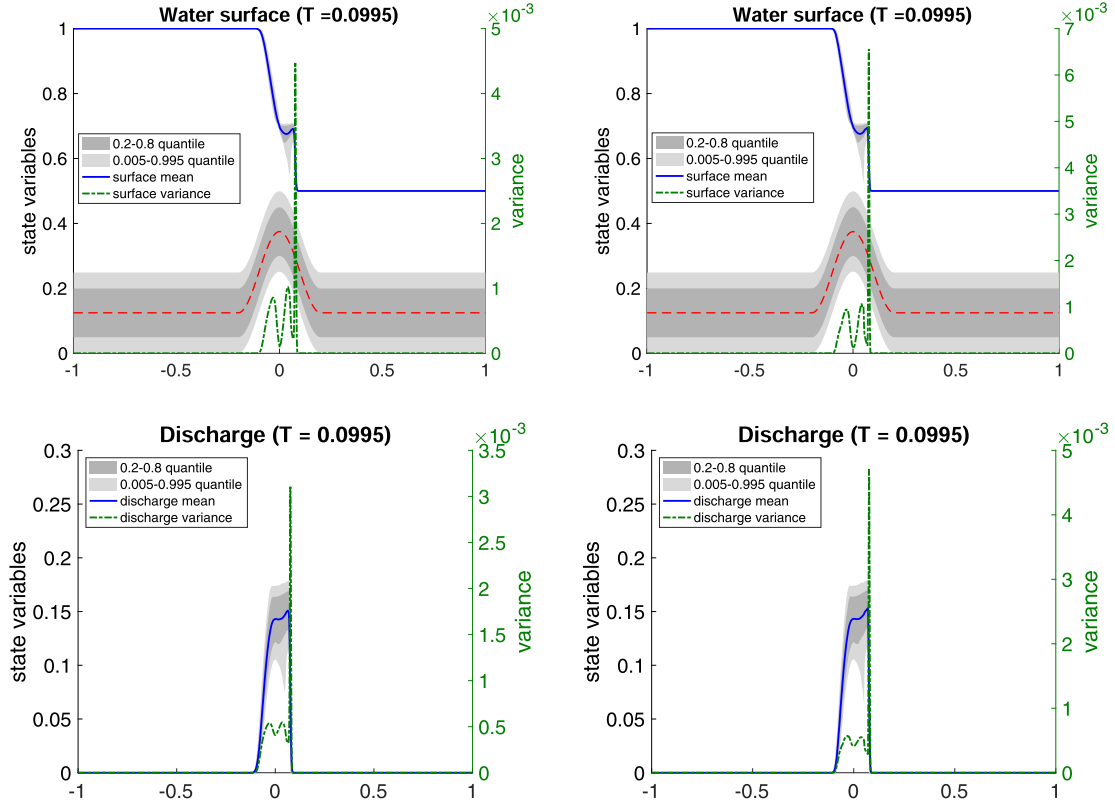 Water surface (T =0.0995)
×10⁻³
1
0.8
0.6
0.4
0.2
0
state variables
5
4
3
2
1
0
variance
0.2-0.8 quantile
0.005-0.995 quantile
surface mean
surface variance
-1
-0.5
0
0.5
1
Water surface (T =0.0995)
×10⁻³
1
0.8
0.6
0.4
0.2
0
state variables
7
6
5
4
3
2
1
0
variance
0.2-0.8 quantile
0.005-0.995 quantile
surface mean
surface variance
-1
-0.5
0
0.5
1
Discharge (T = 0.0995)
×10⁻³
0.3
0.25
0.2
0.15
0.1
0.05
0
state variables
3.5
3
2.5
2
1.5
1
0.5
0
variance
0.2-0.8 quantile
0.005-0.995 quantile
discharge mean
discharge variance
-1
-0.5
0
0.5
1
Discharge (T = 0.0995)
×10⁻³
0.3
0.25
0.2
0.15
0.1
0.05
0
state variables
5
4
3
2
1
0
variance
0.2-0.8 quantile
0.005-0.995 quantile
discharge mean
discharge variance
-1
-0.5
0
0.5
1